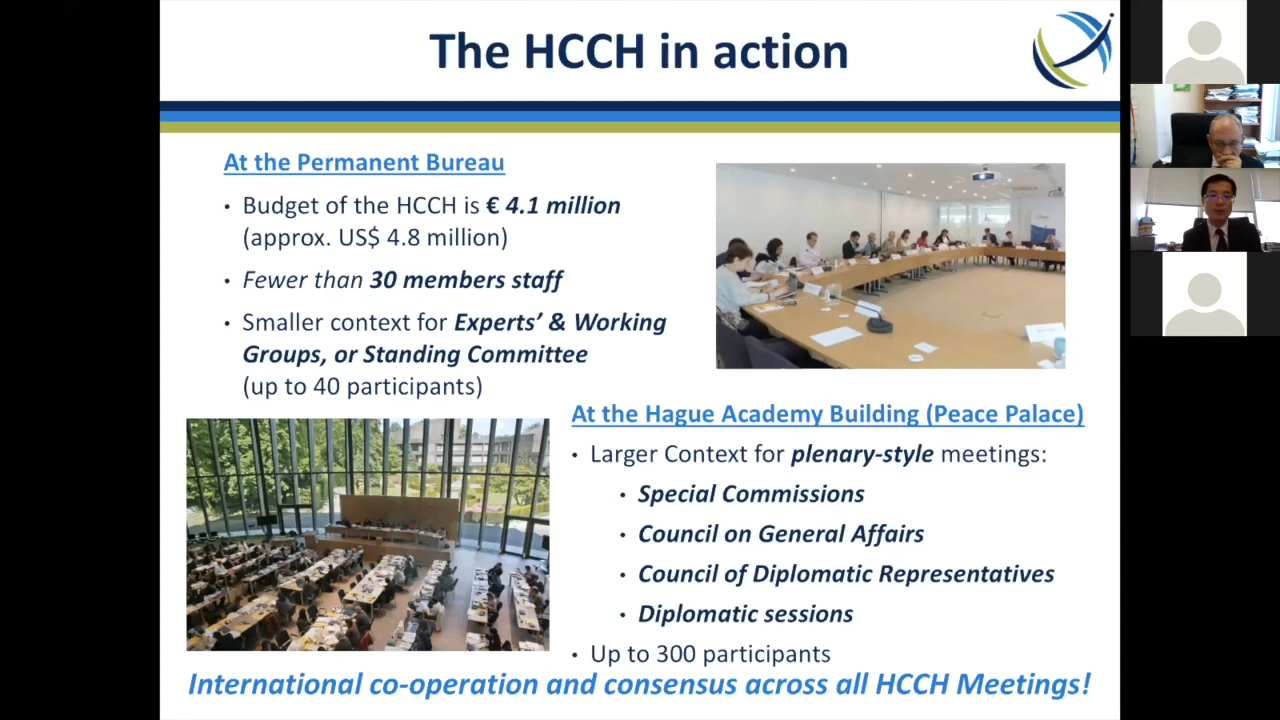 The HCCH in action
At the Permanent Bureau
• Budget of the HCCH is € 4.1 million
(approx. US$ 4.8 million)
• Fewer than 30 members staff
• Smaller context for Experts’ & Working
Groups, or Standing Committee
(up to 40 participants)
At the Hague Academy Building (Peace Palace)
• Larger Context for plenary-style meetings:
• Special Commissions
• Council on General Affairs
• Council of Diplomatic Representatives
• Diplomatic sessions
• Up to 300 participants
International co-operation and consensus across all HCCH Meetings!